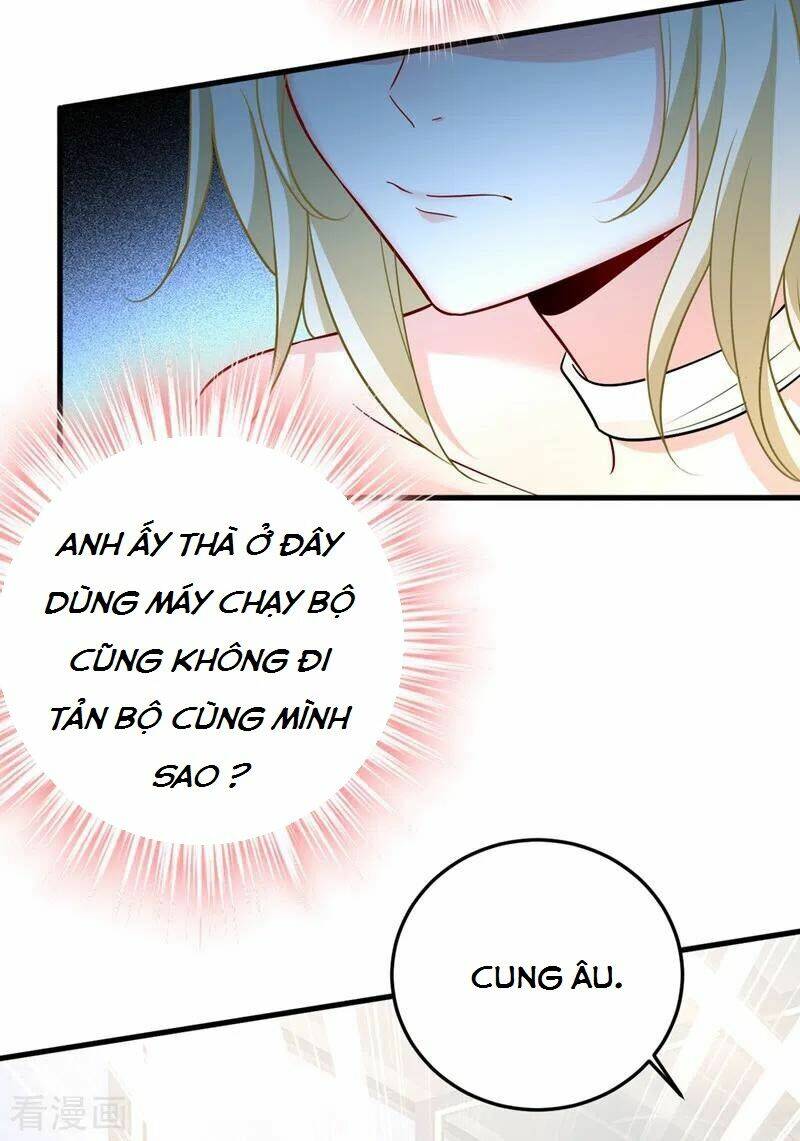 ANH ẤY THÀ Ở ĐÂY
DÙNG MÁY CHẠY BỘ
CŨNG KHÔNG ĐI
TẢN BỘ CÙNG MÌNH
SAO ?
CUNG ÂU.
看漫画